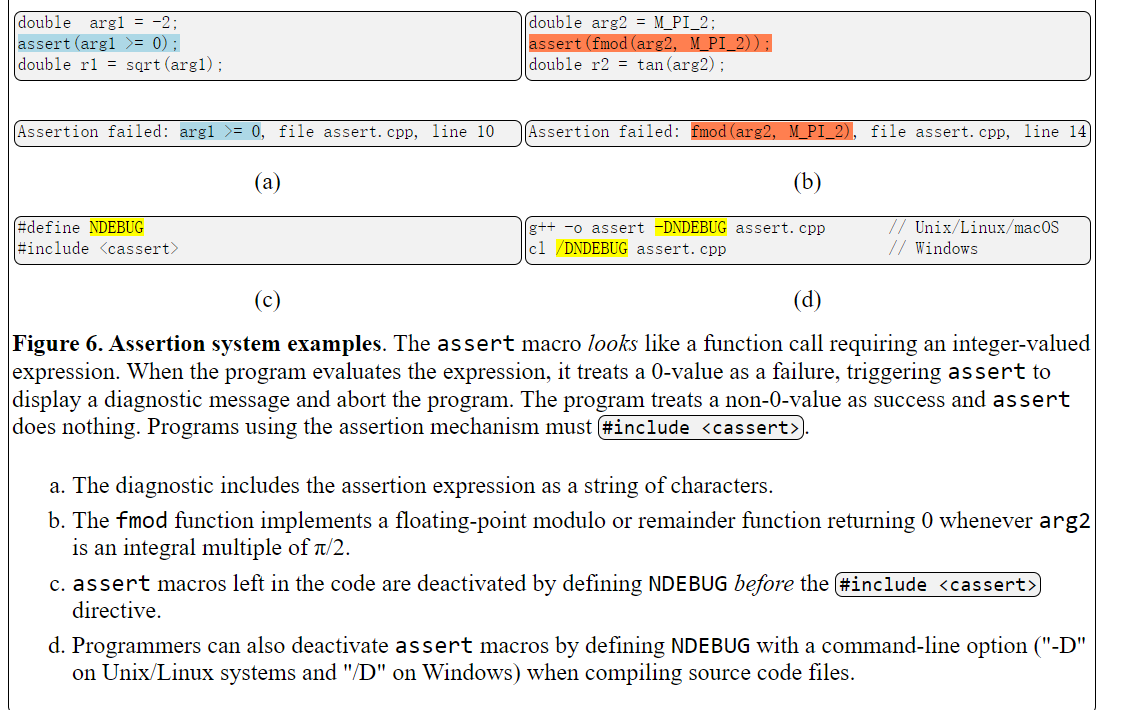 double  arg1 = -2;
assert(arg1 >= 0);
double r1 = sqrt(arg1);
double arg2 = M_PI_2;
assert(fmod(arg2, M_PI_2));
double r2 = tan(arg2);
Assertion failed: arg1 >= 0, file assert.cpp, line 10
Assertion failed: fmod(arg2, M_PI_2), file assert.cpp, line 14
(a)
(b)
#define NDEBUG
#include <cassert>
g++ -o assert -DNDEBUG assert.cpp // Unix/Linux/macOS
cl /DNDEBUG assert.cpp // Windows
(c)
(d)
Figure 6. Assertion system examples. The assert macro looks like a function call requiring an integer-valued
expression. When the program evaluates the expression, it treats a 0-value as a failure, triggering assert to
display a diagnostic message and abort the program. The program treats a non-0-value as success and assert
does nothing. Programs using the assertion mechanism must #include <cassert>.
a. The diagnostic includes the assertion expression as a string of characters.
b. The fmod function implements a floating-point modulo or remainder function returning 0 whenever arg2
is an integral multiple of π/2.
c. assert macros left in the code are deactivated by defining NDEBUG before the #include <cassert>
directive.
d. Programmers can also deactivate assert macros by defining NDEBUG with a command-line option ("-D"
on Unix/Linux systems and "/D" on Windows) when compiling source code files.